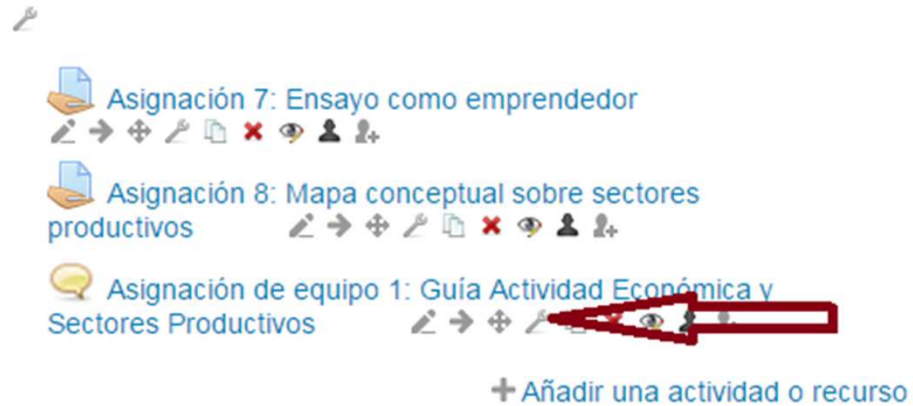 Asignación 7: Ensayo como emprendedor
Asignación 8: Mapa conceptual sobre sectores
productivos
Asignación de equipo 1: Guía Actividad Económica y
Sectores Productivos
Añadir una actividad o recurso